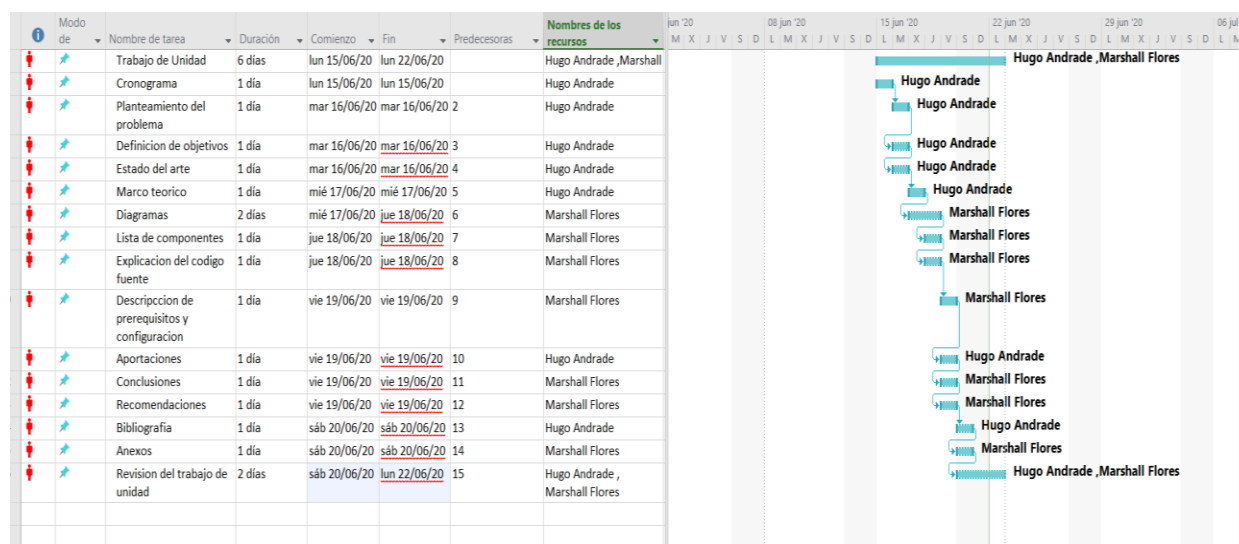 Modo de Nombre de tarea Duración Comienzo Fin Predecesoras Nombres de los recursos
jun '20 08 jun '20 15 jun '20 22 jun '20 29 jun '20 06 jul
M X J V S D L M X J V S D L M X J V S D L M X J V S D L M X J V S D L
Trabajo de Unidad 6 días lun 15/06/20 lun 22/06/20 Hugo Andrade ,Marshall
Hugo Andrade ,Marshall Flores
Cronograma 1 día lun 15/06/20 lun 15/06/20 Hugo Andrade
Hugo Andrade
Planteamiento del problema 1 día mar 16/06/20 mar 16/06/20 2 Hugo Andrade
Hugo Andrade
Definicion de objetivos 1 día mar 16/06/20 mar 16/06/20 3 Hugo Andrade
Hugo Andrade
Estado del arte 1 día mar 16/06/20 mar 16/06/20 4 Hugo Andrade
Hugo Andrade
Marco teorico 1 día mié 17/06/20 mié 17/06/20 5 Hugo Andrade
Hugo Andrade
Diagramas 2 días mié 17/06/20 jue 18/06/20 6 Marshall Flores
Marshall Flores
Lista de componentes 1 día jue 18/06/20 jue 18/06/20 7 Marshall Flores
Marshall Flores
Explicacion del codigo fuente 1 día jue 18/06/20 jue 18/06/20 8 Marshall Flores
Marshall Flores
Descripccion de prerequisitos y configuracion 1 día vie 19/06/20 vie 19/06/20 9 Marshall Flores
Marshall Flores
Aportaciones 1 día vie 19/06/20 vie 19/06/20 10 Hugo Andrade
Hugo Andrade
Conclusiones 1 día vie 19/06/20 vie 19/06/20 11 Marshall Flores
Marshall Flores
Recomendaciones 1 día vie 19/06/20 vie 19/06/20 12 Marshall Flores
Marshall Flores
Bibliografia 1 día sáb 20/06/20 sáb 20/06/20 13 Hugo Andrade
Hugo Andrade
Anexos 1 día sáb 20/06/20 sáb 20/06/20 14 Marshall Flores
Marshall Flores
Revision del trabajo de unidad 2 días sáb 20/06/20 lun 22/06/20 15 Hugo Andrade , Marshall Flores
Hugo Andrade ,Marshall Flores